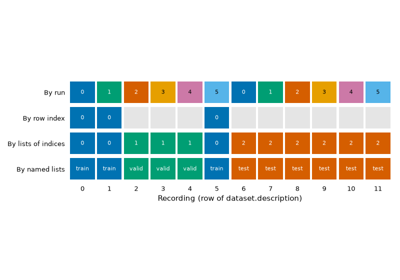 By run 0 1 2 3 4 5 0 1 2 3 4 5
By row index 0 0 0
By lists of indices 0 0 1 1 1 0 2 2 2 2 2 2
By named lists train train valid valid valid train test test test test test test
0 1 2 3 4 5 6 7 8 9 10 11
Recording (row of dataset.description)